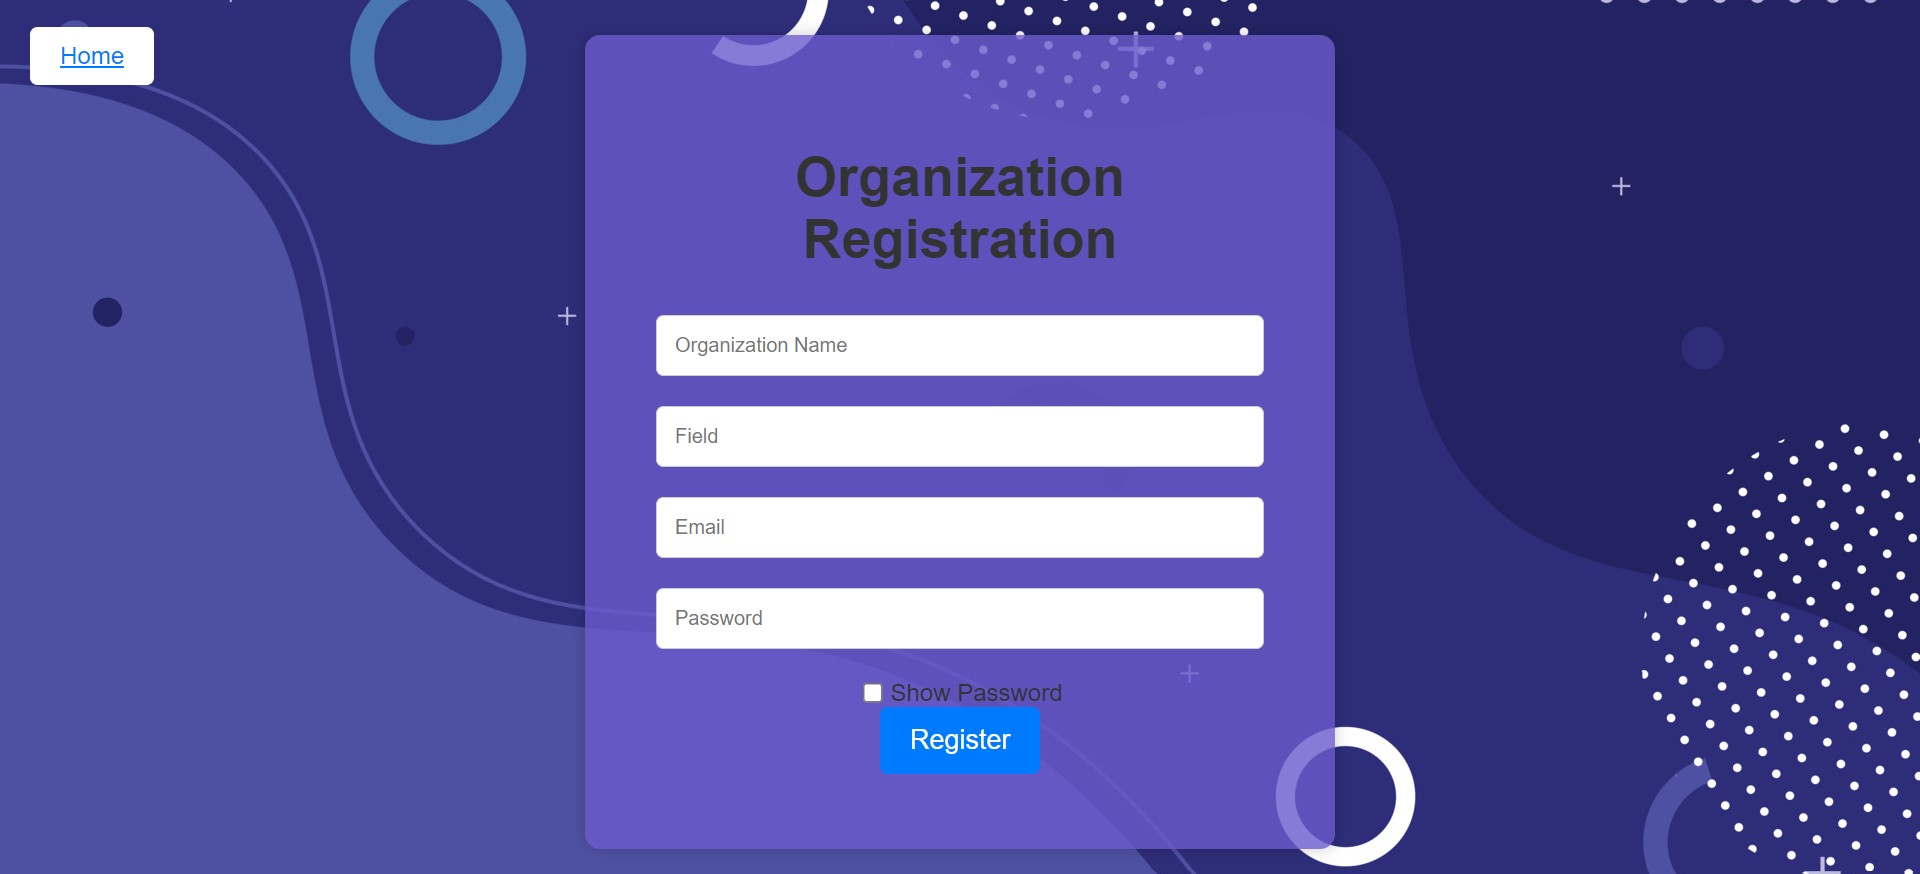 Home
Organization
Registration
Organization Name
Field
Email
Password
Show Password
Register